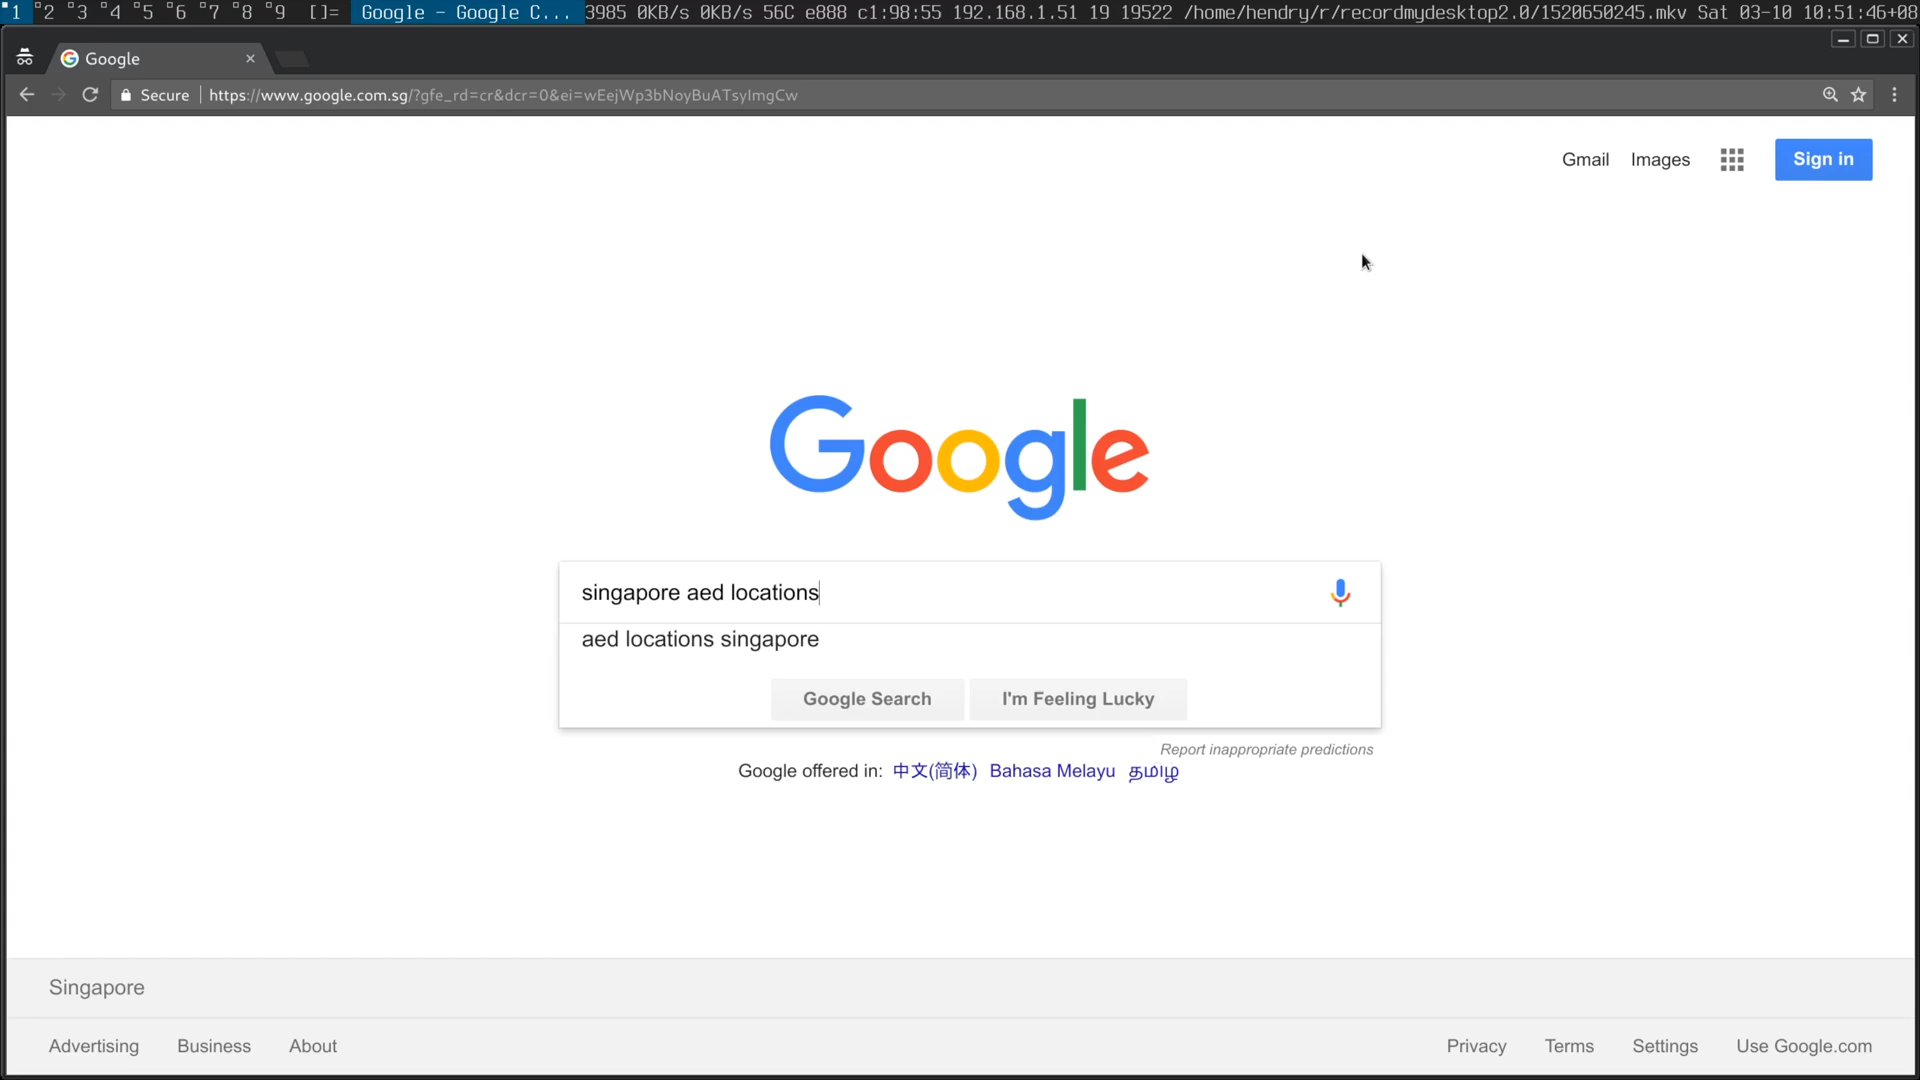 1 2 3 4 5 6 7 8 9 []= Google - Google C... 3985 0KB/s 0KB/s 56C e888 c1:98:55 192.168.1.51 19 19522 /home/hendry/r/recordmydesktop2.0/1520650245.mkv Sat 03-10 10:51:46+08
Google
Secure https://www.google.com.sg/?gfe_rd=cr&dcr=0&ei=wEejWp3bNoyBuATsyImgCw
Gmail Images Sign in
Google
singapore aed locations
aed locations singapore
Google Search I'm Feeling Lucky
Report inappropriate predictions
Google offered in: 中文(简体) Bahasa Melayu தமிழ்
Singapore
Advertising Business About Privacy Terms Settings Use Google.com